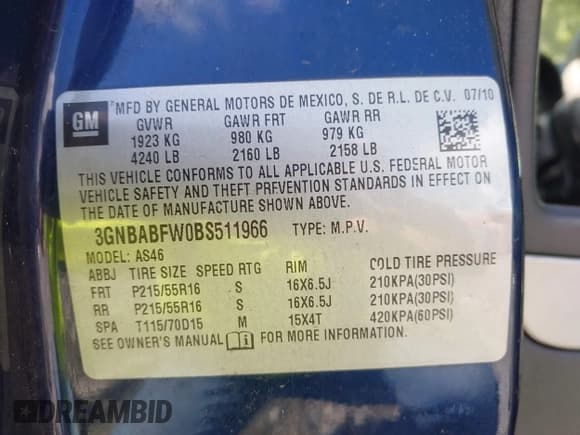 GM
MFD BY GENERAL MOTORS DE MEXICO, S. DE R.L. DE C.V. 07/10
GVWR GAWR FRT GAWR RR
1923 KG 980 KG 979 KG
4240 LB 2160 LB 2158 LB
THIS VEHICLE CONFORMS TO ALL APPLICABLE U.S. FEDERAL MOTOR
VEHICLE SAFETY AND THEFT PREVENTION STANDARDS IN EFFECT ON THE
DATE OF MANUFACTURE SHOWN ABOVE.
3GNBABFW0BS511966 TYPE: M.P.V.
MODEL: AS46
ABBJ TIRE SIZE SPEED RTG RIM COLD TIRE PRESSURE
FRT P215/55R16 S 16X6.5J 210KPA(30PSI)
RR P215/55R16 S 16X6.5J 210KPA(30PSI)
SPA T115/70D15 M 15X4T 420KPA(60PSI)
SEE OWNER'S MANUAL i FOR MORE INFORMATION.
DREAMBID